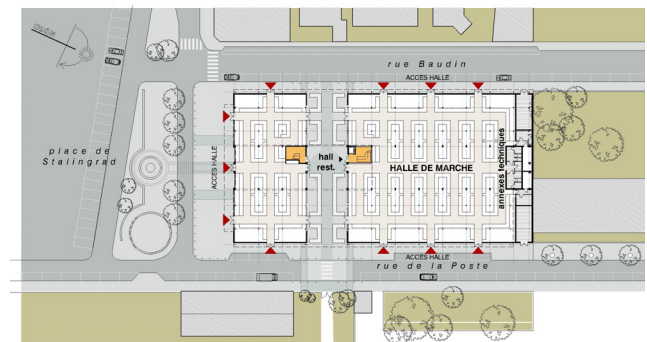 rue Baudin
ACCES HALLE
place de
Stalingrad
ACCES HALLE
hall
rest.
HALLE DE MARCHE
annexes techniques
ACCES HALLE
rue de la Poste